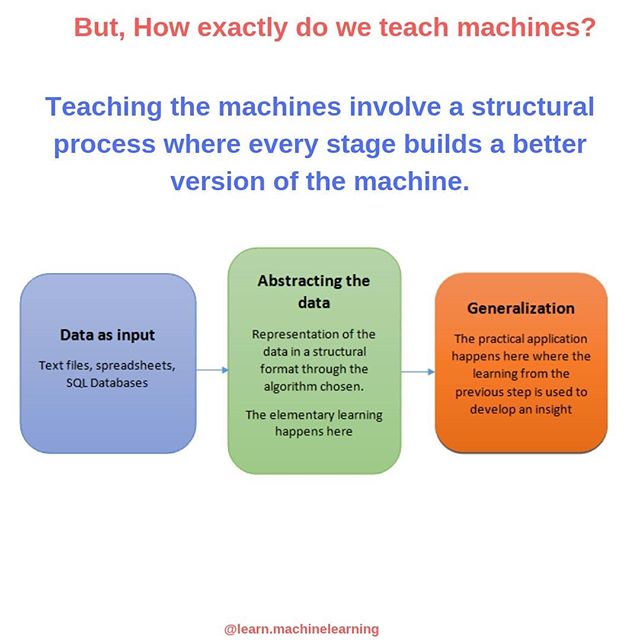 But, How exactly do we teach machines?
Teaching the machines involve a structural
process where every stage builds a better
version of the machine.
Data as input
Text files, spreadsheets,
SQL Databases
Abstracting the
data
Representation of the
data in a structural
format through the
algorithm chosen.
The elementary learning
happens here
Generalization
The practical application
happens here where the
learning from the
previous step is used to
develop an insight
@learn.machinelearning